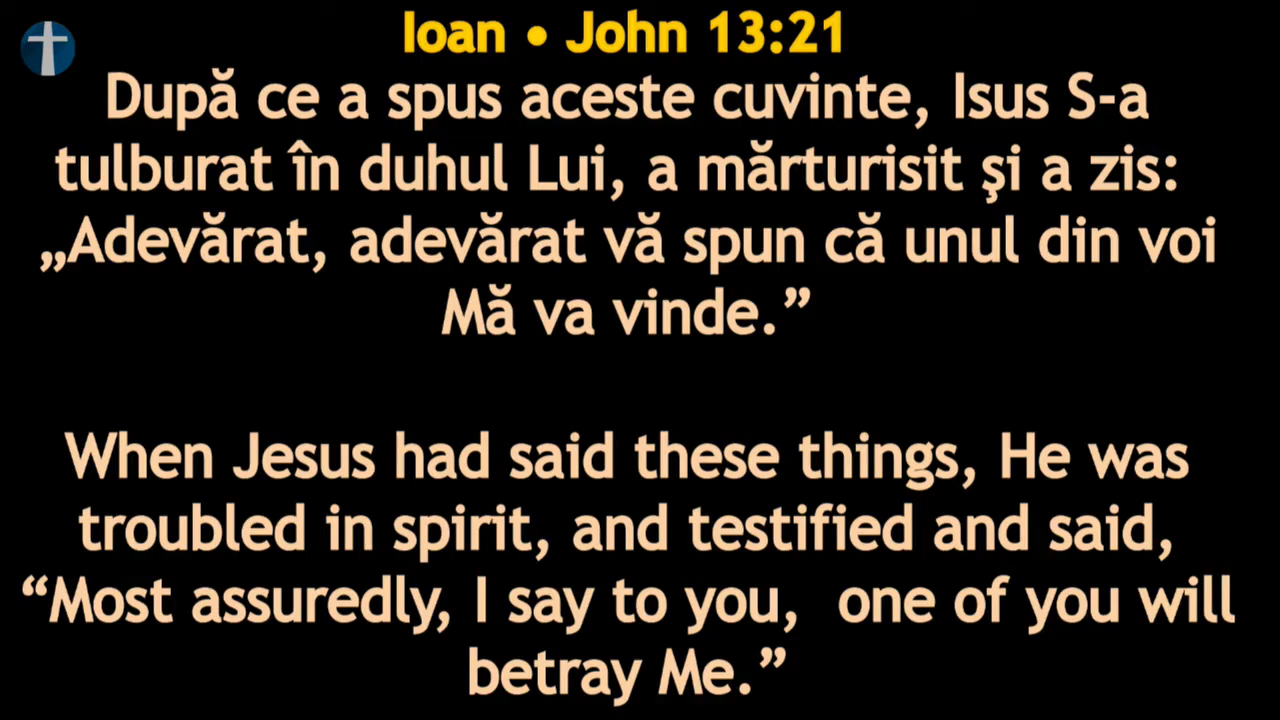 Ioan • John 13:21
După ce a spus aceste cuvinte, Isus S-a
tulburat în duhul Lui, a mărturisit şi a zis:
„Adevărat, adevărat vă spun că unul din voi
Mă va vinde.”
When Jesus had said these things, He was
troubled in spirit, and testified and said,
“Most assuredly, I say to you,  one of you will
betray Me.”